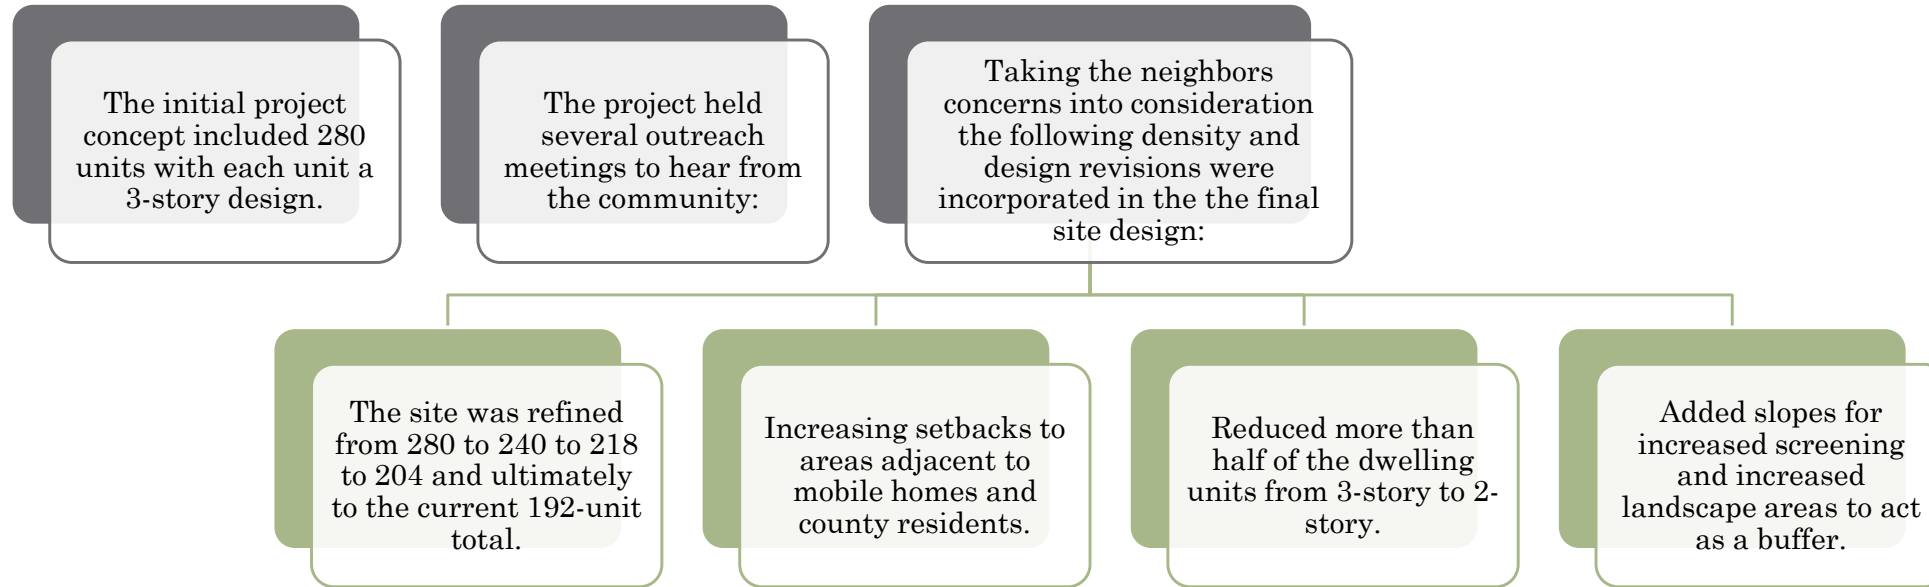 The initial project
concept included 280
units with each unit a
3-story design.
The project held
several outreach
meetings to hear from
the community:
Taking the neighbors
concerns into consideration
the following density and
design revisions were
incorporated in the the final
site design:
The site was refined
from 280 to 240 to 218
to 204 and ultimately
to the current 192-unit
total.
Increasing setbacks to
areas adjacent to
mobile homes and
county residents.
Reduced more than
half of the dwelling
units from 3-story to 2-
story.
Added slopes for
increased screening
and increased
landscape areas to act
as a buffer.